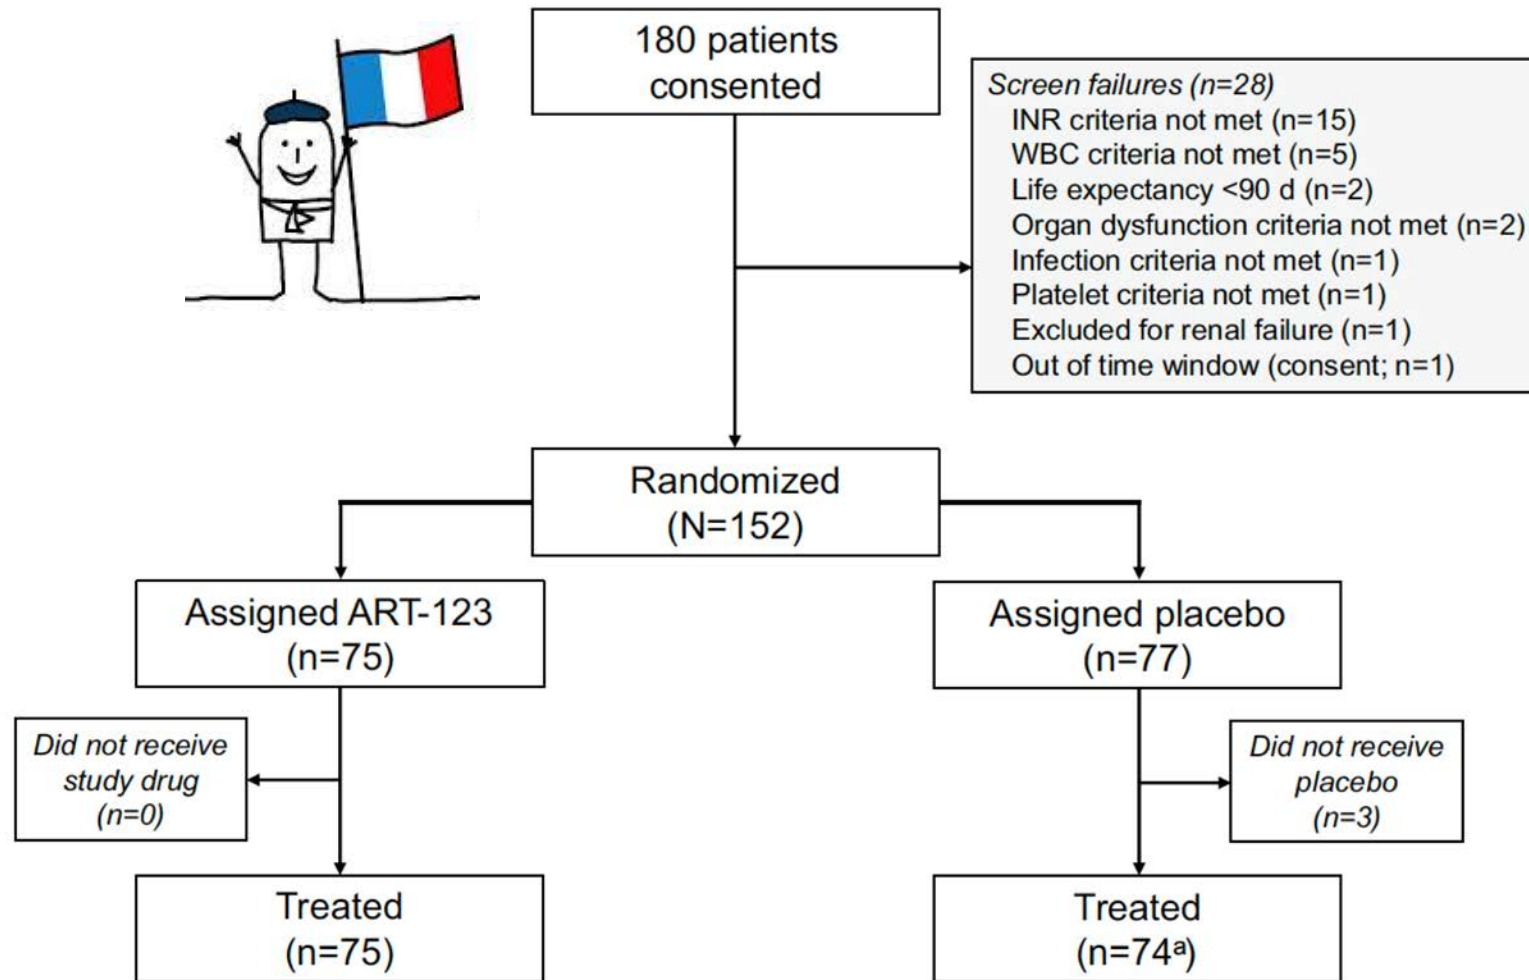 180 patients
consented
Screen failures (n=28)
INR criteria not met (n=15)
WBC criteria not met (n=5)
Life expectancy <90 d (n=2)
Organ dysfunction criteria not met (n=2)
Infection criteria not met (n=1)
Platelet criteria not met (n=1)
Excluded for renal failure (n=1)
Out of time window (consent; n=1)
Randomized
(N=152)
Assigned ART-123
(n=75)
Assigned placebo
(n=77)
Did not receive
study drug
(n=0)
Did not receive
placebo
(n=3)
Treated
(n=75)
Treated
(n=74ᵃ)